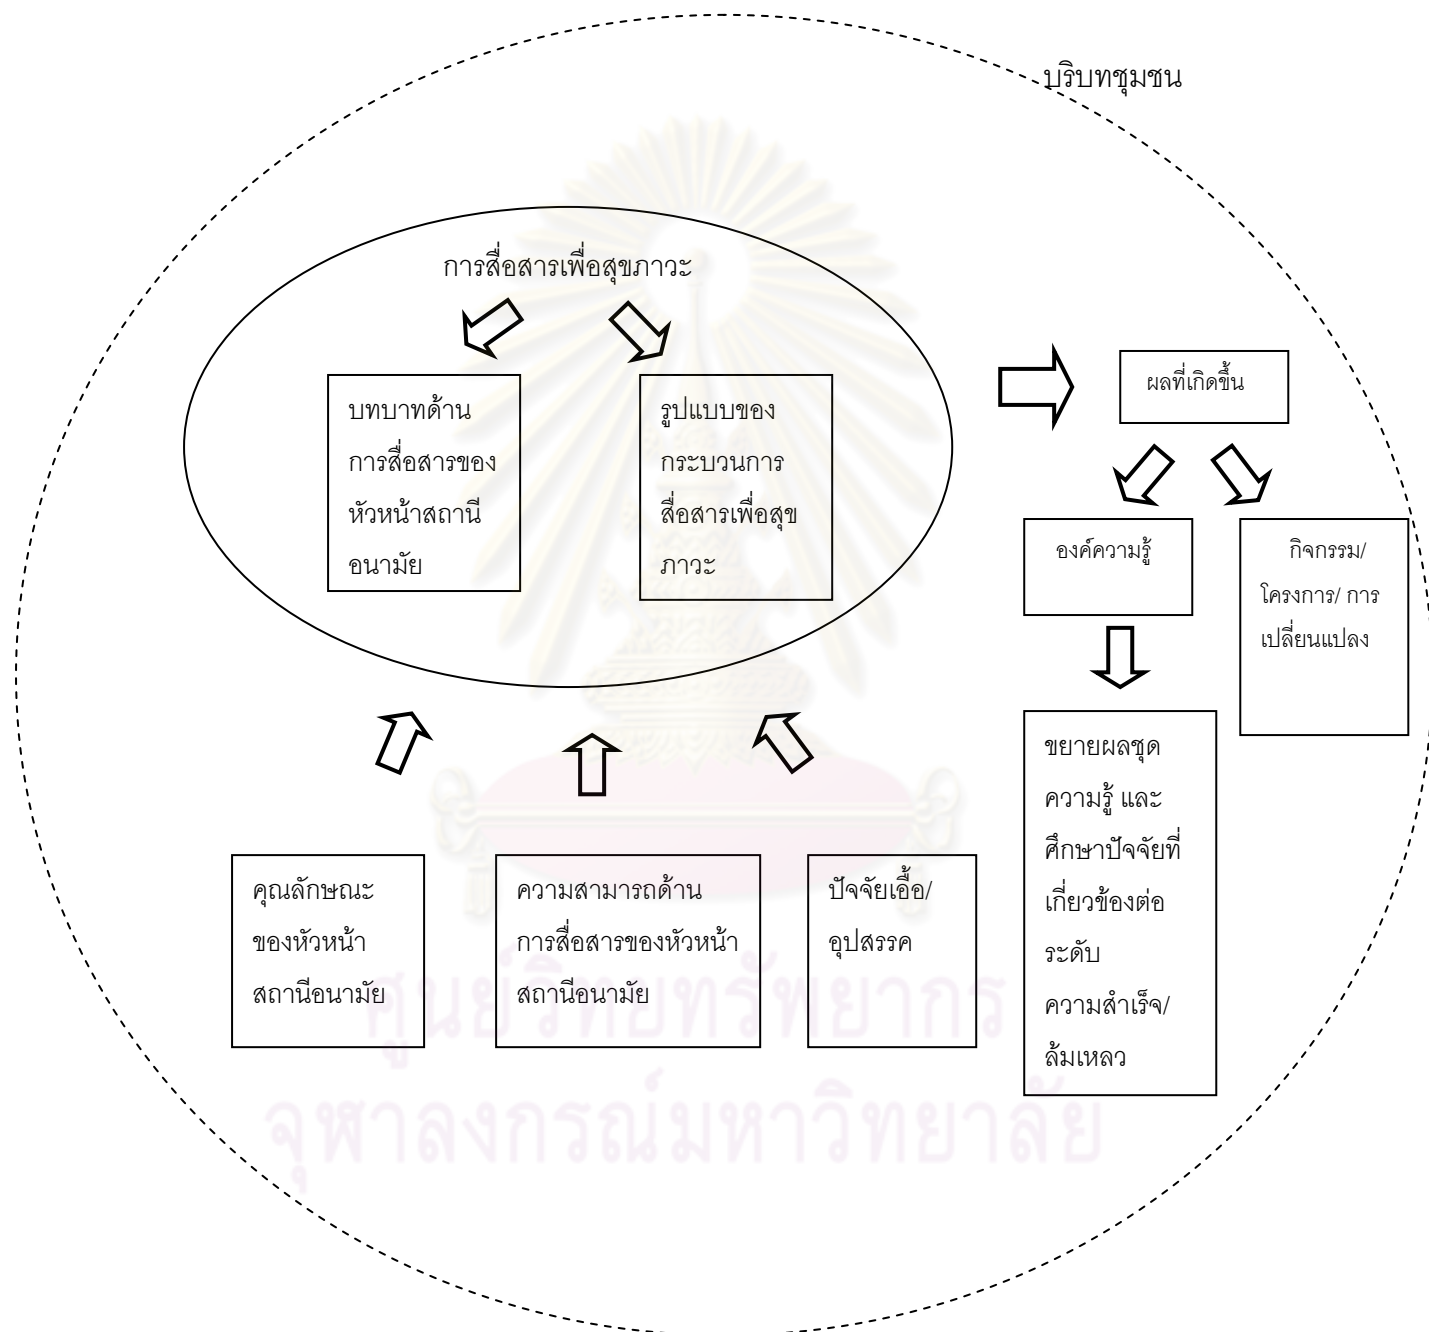 บริบทชุมชน
การสื่อสารเพื่อสุขภาวะ
บทบาทด้าน
การสื่อสารของ
หัวหน้าสถานี
อนามัย
รูปแบบของ
กระบวนการ
สื่อสารเพื่อสุข
ภาวะ
ผลที่เกิดขึ้น
องค์ความรู้
กิจกรรม/
โครงการ/ การ
เปลี่ยนแปลง
ขยายผลชุด
ความรู้ และ
ศึกษาปัจจัยที่
เกี่ยวข้องต่อ
ระดับ
ความสำเร็จ/
ล้มเหลว
คุณลักษณะ
ของหัวหน้า
สถานีอนามัย
ความสามารถด้าน
การสื่อสารของหัวหน้า
สถานีอนามัย
ปัจจัยเอื้อ/
อุปสรรค
ศูนย์วิทยทรัพยากร
จุฬาลงกรณ์มหาวิทยาลัย